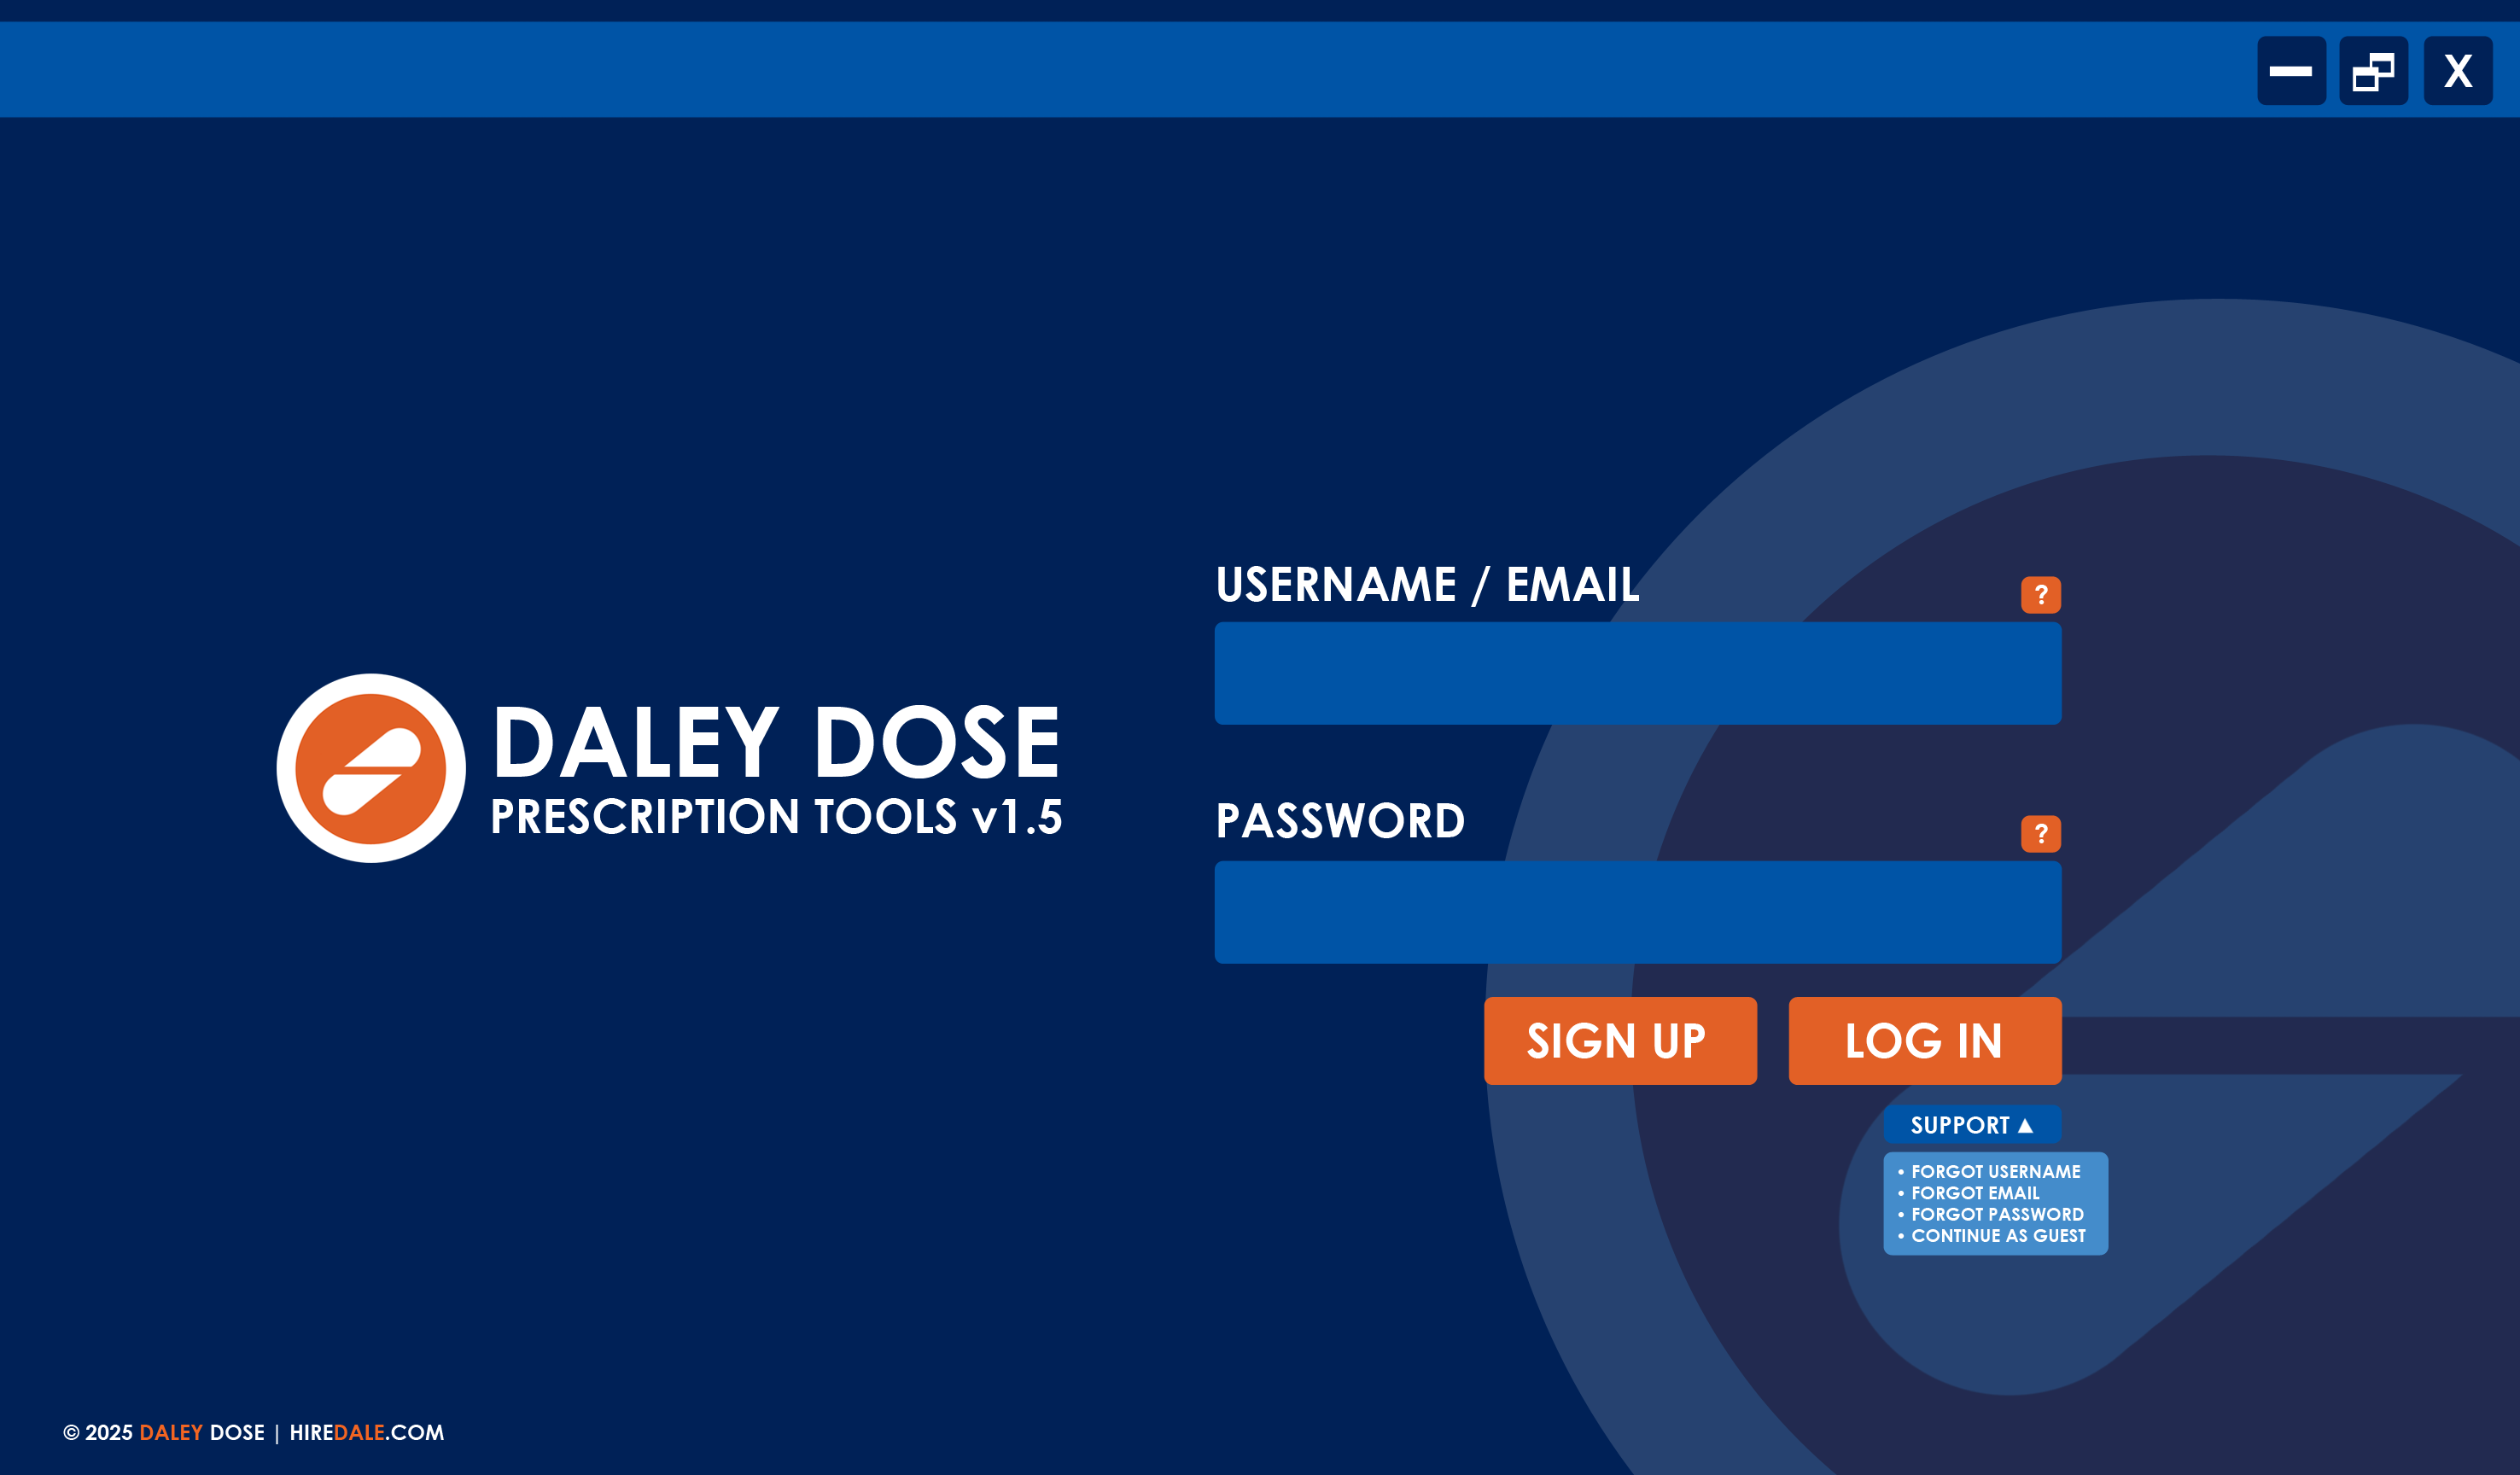 X
USERNAME / EMAIL
?
DALEY DOSE
PRESCRIPTION TOOLS v1.5
PASSWORD
?
SIGN UP
LOG IN
SUPPORT ▲
• FORGOT USERNAME
• FORGOT EMAIL
• FORGOT PASSWORD
• CONTINUE AS GUEST
© 2025 DALEY DOSE | HIREDALE.COM